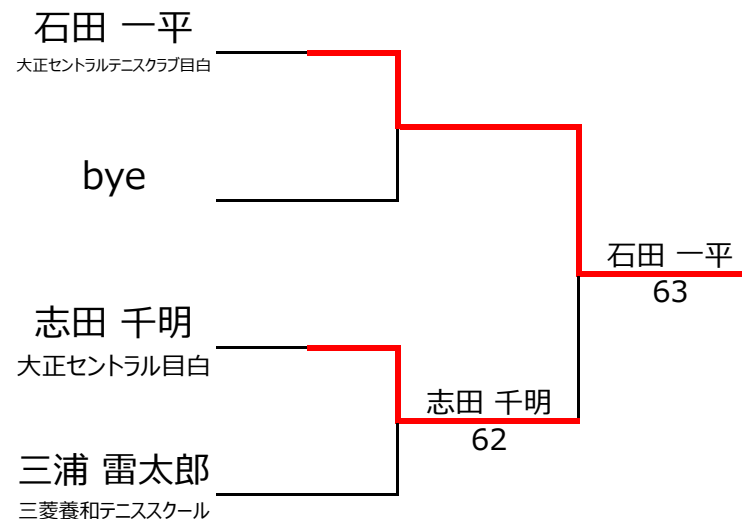 石田 一平
大正セントラルテニスクラブ目白
bye
石田 一平
63
志田 千明
大正セントラル目白
志田 千明
62
三浦 雷太郎
三菱養和テニススクール